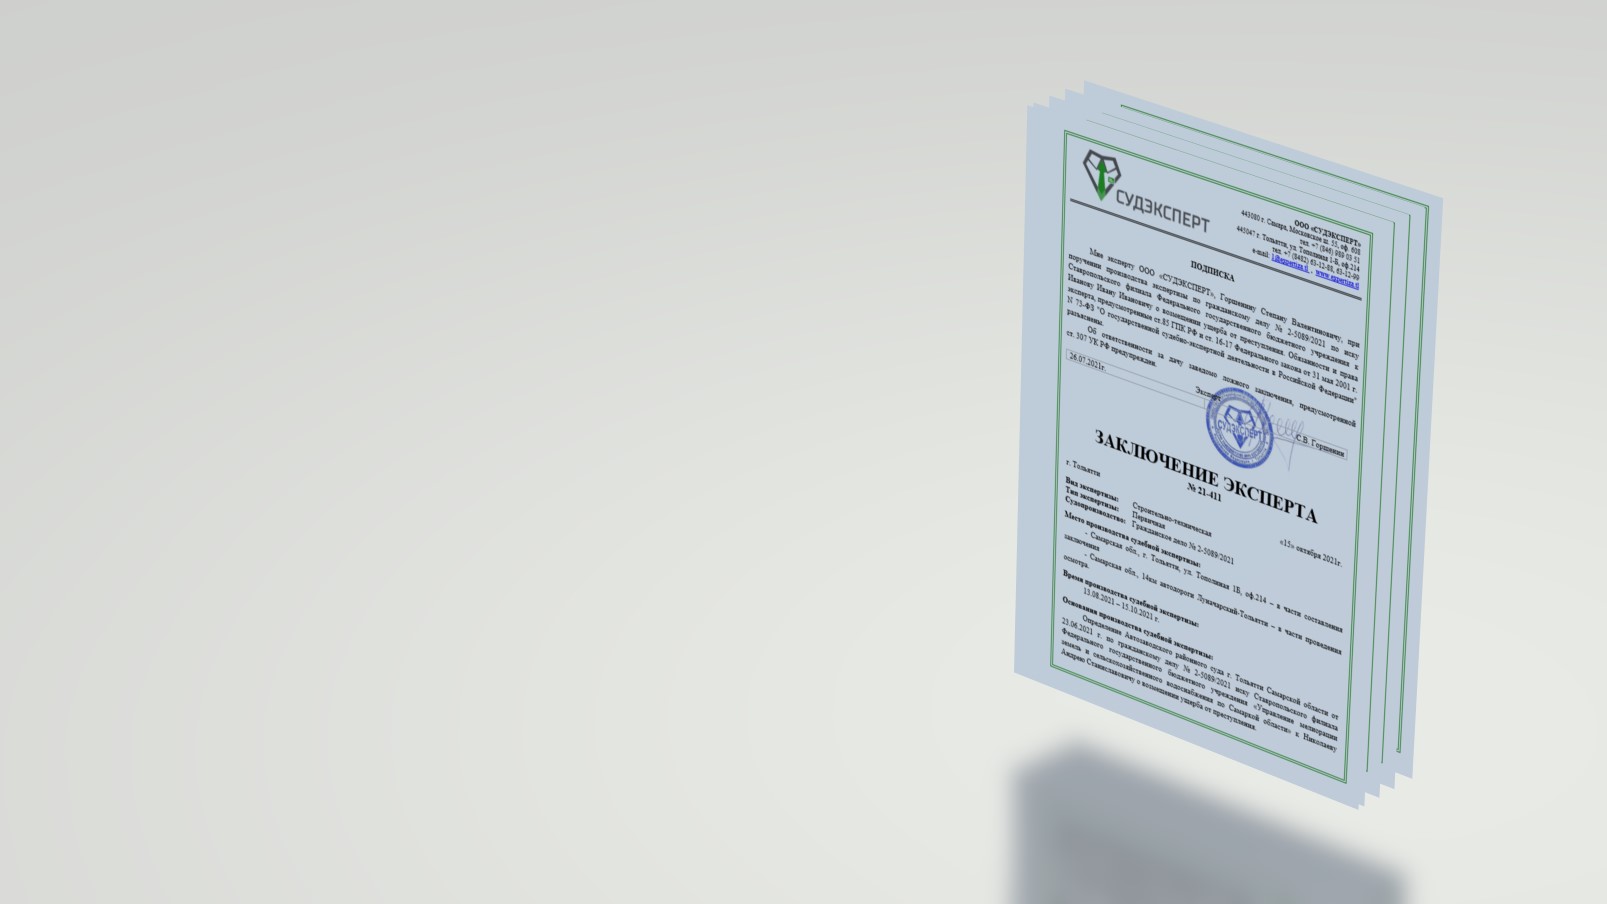 СУДЭКСПЕРТ
ООО «СУДЭКСПЕРТ»
443080 г. Самара, Московское ш. 55, оф. 608
тел. +7 (846) 989 03 51
445047 г. Тольятти, ул. Тополиная 1-Б, оф.214
тел. +7 (8482) 63-12-88, 63-12-99
e-mail:
ПОДПИСКА
Мне эксперту ООО «СУДЭКСПЕРТ», Горшенину Степану Валентиновичу, при
поручении производства экспертизы по гражданскому делу № 2-5089/2021 по иску
Ставропольского филиала Федерального государственного бюджетного учреждения к
Иванову Ивану Ивановичу о возмещении ущерба от преступления. Обязанности и права
эксперта, предусмотренные ст.85 ГПК РФ и ст. 16-17 Федерального закона от 31 мая 2001 г.
N 73-ФЗ "О государственной судебно-экспертной деятельности в Российской Федерации"
разъяснены.
Об ответственности за дачу заведомо ложного заключения, предусмотренной
ст. 307 УК РФ предупрежден.
26.07.2021г.
Эксперт
СУДЭКСПЕРТ
С.В. Горшенин
ЗАКЛЮЧЕНИЕ ЭКСПЕРТА
№ 21-411
г. Тольятти
«15» октября 2021г.
Вид экспертизы: Строительно-техническая
Тип экспертизы: Первичная
Судопроизводство: Гражданское дело № 2-5089/2021
Место производства судебной экспертизы:
- Самарская обл., г. Тольятти, ул. Тополиная 1Б, оф.214 – в части составления
заключения
- Самарская обл., 14км автодороги Луначарский-Тольятти – в части проведения
осмотра.
Время производства судебной экспертизы:
13.08.2021 – 15.10.2021 г.
Основания производства судебной экспертизы:
Определение Автозаводского районного суда г. Тольятти Самарской области от
23.06.2021 г. по гражданскому делу № 2-5089/2021 иску Ставропольского филиала
Федерального государственного бюджетного учреждения «Управление мелиорации
земель и сельскохозяйственного водоснабжения по Самарской области» к Николаеву
Андрею Станиславовичу о возмещении ущерба от преступления.